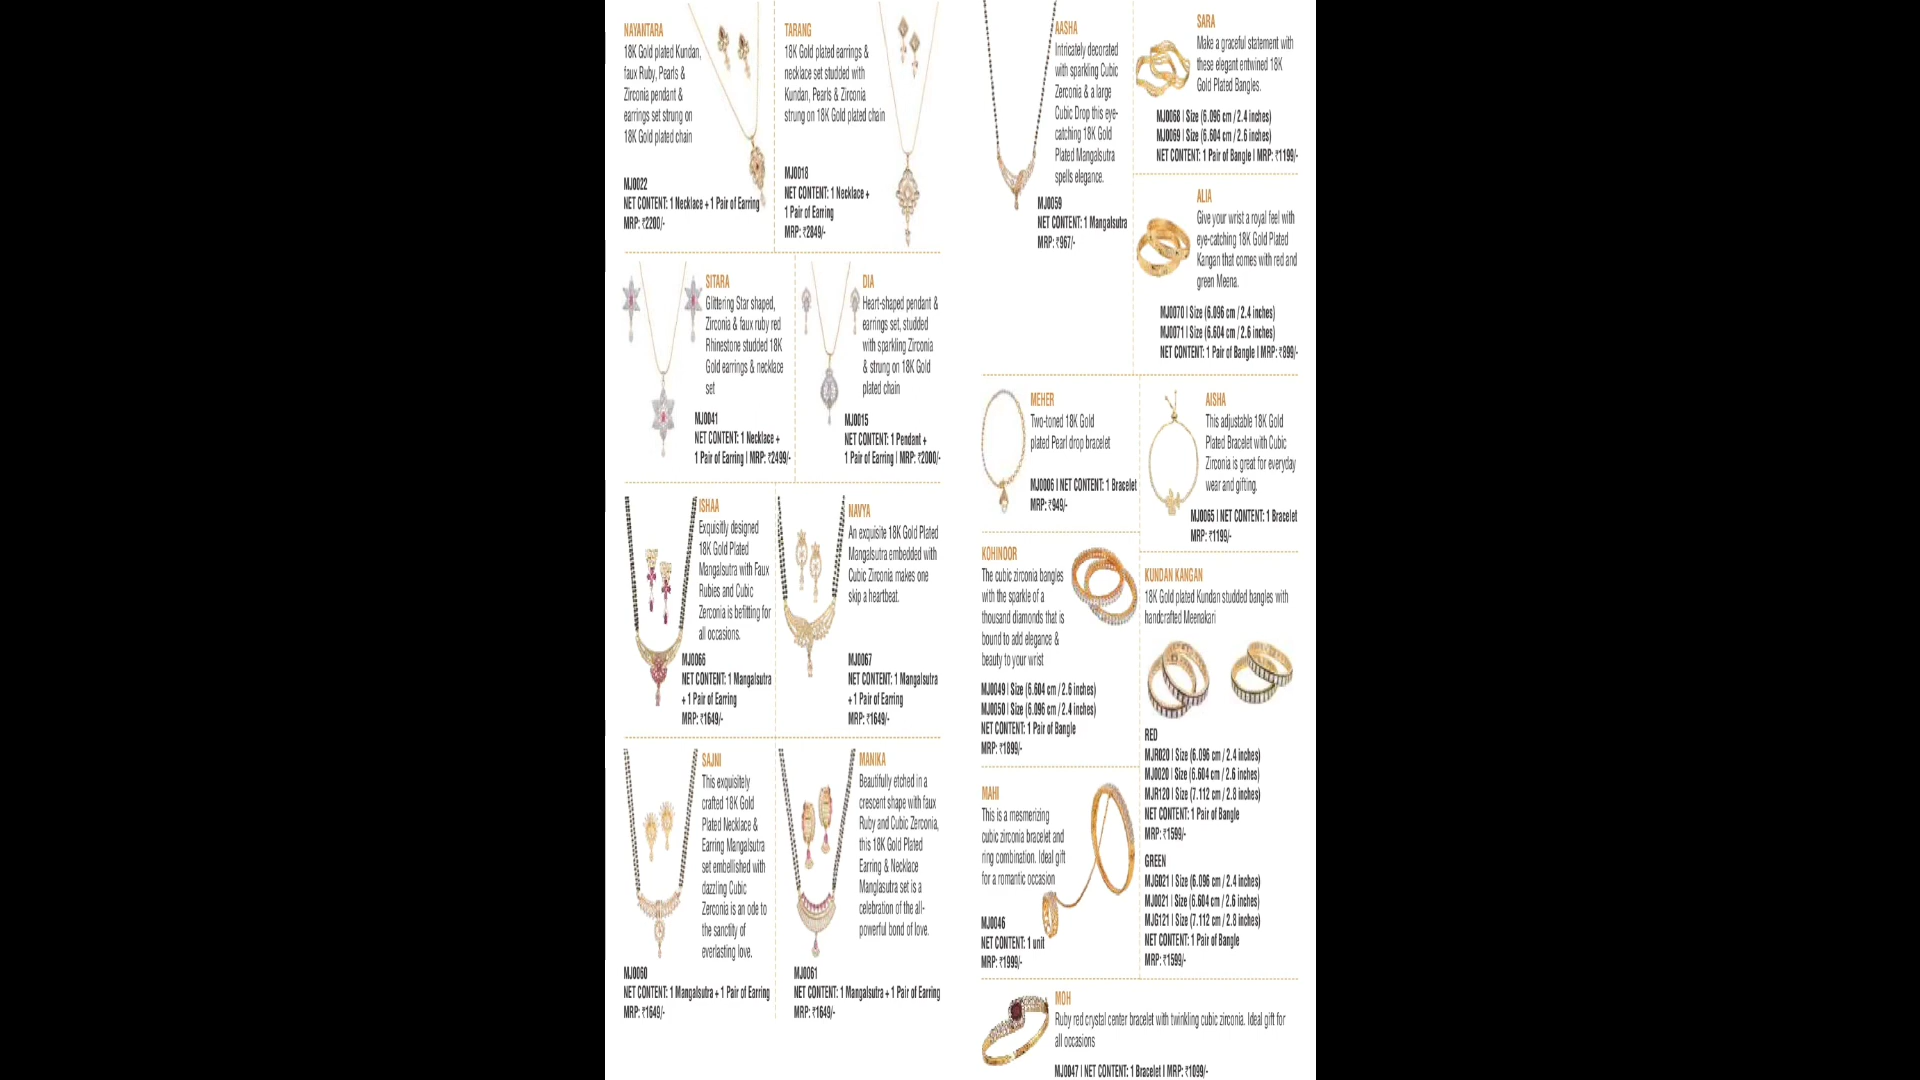 NAYANTARA
18K Gold plated Kundan,
faux Ruby, Pearls &
Zirconia pendant &
earrings set strung on
18K Gold plated chain
MJ0022
NET CONTENT: 1 Necklace + 1 Pair of Earring
MRP: ₹2200/-
TARANG
18K Gold plated earrings &
necklace set studded with
Kundan, Pearls & Zirconia
strung on 18K Gold plated chain
MJ0018
NET CONTENT: 1 Necklace +
1 Pair of Earring
MRP: ₹2849/-
SITARA
Glittering Star shaped,
Zirconia & faux ruby red
Rhinestone studded 18K
Gold earrings & necklace
set
MJ0041
NET CONTENT: 1 Necklace +
1 Pair of Earring | MRP: ₹2499/-
DIA
Heart-shaped pendant &
earrings set, studded
with sparkling Zirconia
& strung on 18K Gold
plated chain
MJ0015
NET CONTENT: 1 Pendant +
1 Pair of Earring | MRP: ₹2000/-
ISHAA
Exquisitly designed
18K Gold Plated
Mangalsutra with Faux
Rubies and Cubic
Zerconia is befitting for
all occasions.
MJ0066
NET CONTENT: 1 Mangalsutra
+ 1 Pair of Earring
MRP: ₹1649/-
NAVYA
An exquisite 18K Gold Plated
Mangalsutra embedded with
Cubic Zirconia makes one
skip a heartbeat.
MJ0067
NET CONTENT: 1 Mangalsutra
+ 1 Pair of Earring
MRP: ₹1649/-
SAJNI
This exquisitely
crafted 18K Gold
Plated Necklace &
Earring Mangalsutra
set embellished with
dazzling Cubic
Zerconia is an ode to
the sanctity of
everlasting love.
MJ0060
NET CONTENT: 1 Mangalsutra + 1 Pair of Earring
MRP: ₹1649/-
MANIKA
Beautifully etched in a
crescent shape with faux
Ruby and Cubic Zerconia,
this 18K Gold Plated
Earring & Necklace
Manglasutra set is a
celebration of the all-
powerful bond of love.
MJ0061
NET CONTENT: 1 Mangalsutra + 1 Pair of Earring
MRP: ₹1649/-
AASHA
Intricately decorated
with sparkling Cubic
Zerconia & a large
Cubic Drop this eye-
catching 18K Gold
Plated Mangalsutra
spells elegance.
MJ0059
NET CONTENT: 1 Mangalsutra
MRP: ₹967/-
SARA
Make a graceful statement with
these elegant entwined 18K
Gold Plated Bangles.
MJ0068 | Size (6.096 cm / 2.4 inches)
MJ0069 | Size (6.604 cm / 2.6 inches)
NET CONTENT: 1 Pair of Bangle | MRP: ₹1199/-
ALIA
Give your wrist a royal feel with
eye-catching 18K Gold Plated
Kangan that comes with red and
green Meena.
MJ0070 | Size (6.096 cm / 2.4 inches)
MJ0071 | Size (6.604 cm / 2.6 inches)
NET CONTENT: 1 Pair of Bangle | MRP: ₹899/-
MEHER
Two-toned 18K Gold
plated Pearl drop bracelet
MJ0006 | NET CONTENT: 1 Bracelet
MRP: ₹949/-
AISHA
This adjustable 18K Gold
Plated Bracelet with Cubic
Zirconia is great for everyday
wear and gifting.
MJ0065 | NET CONTENT: 1 Bracelet
MRP: ₹1199/-
KOHINOOR
The cubic zirconia bangles
with the sparkle of a
thousand diamonds that is
bound to add elegance &
beauty to your wrist
MJ0049 | Size (6.604 cm / 2.6 inches)
MJ0050 | Size (6.096 cm / 2.4 inches)
NET CONTENT: 1 Pair of Bangle
MRP: ₹1899/-
KUNDAN KANGAN
18K Gold plated Kundan studded bangles with
handcrafted Meenakari
RED
MJR020 | Size (6.096 cm / 2.4 inches)
MJ0020 | Size (6.604 cm / 2.6 inches)
MJR120 | Size (7.112 cm / 2.8 inches)
NET CONTENT: 1 Pair of Bangle
MRP: ₹1599/-
GREEN
MJG021 | Size (6.096 cm / 2.4 inches)
MJ0021 | Size (6.604 cm / 2.6 inches)
MJG121 | Size (7.112 cm / 2.8 inches)
NET CONTENT: 1 Pair of Bangle
MRP: ₹1599/-
MAHI
This is a mesmerizing
cubic zirconia bracelet and
ring combination. Ideal gift
for a romantic occasion
MJ0046
NET CONTENT: 1 unit
MRP: ₹1999/-
MOH
Ruby red crystal center bracelet with twinkling cubic zirconia. Ideal gift for
all occasions
MJ0047 | NET CONTENT: 1 Bracelet | MRP: ₹1099/-